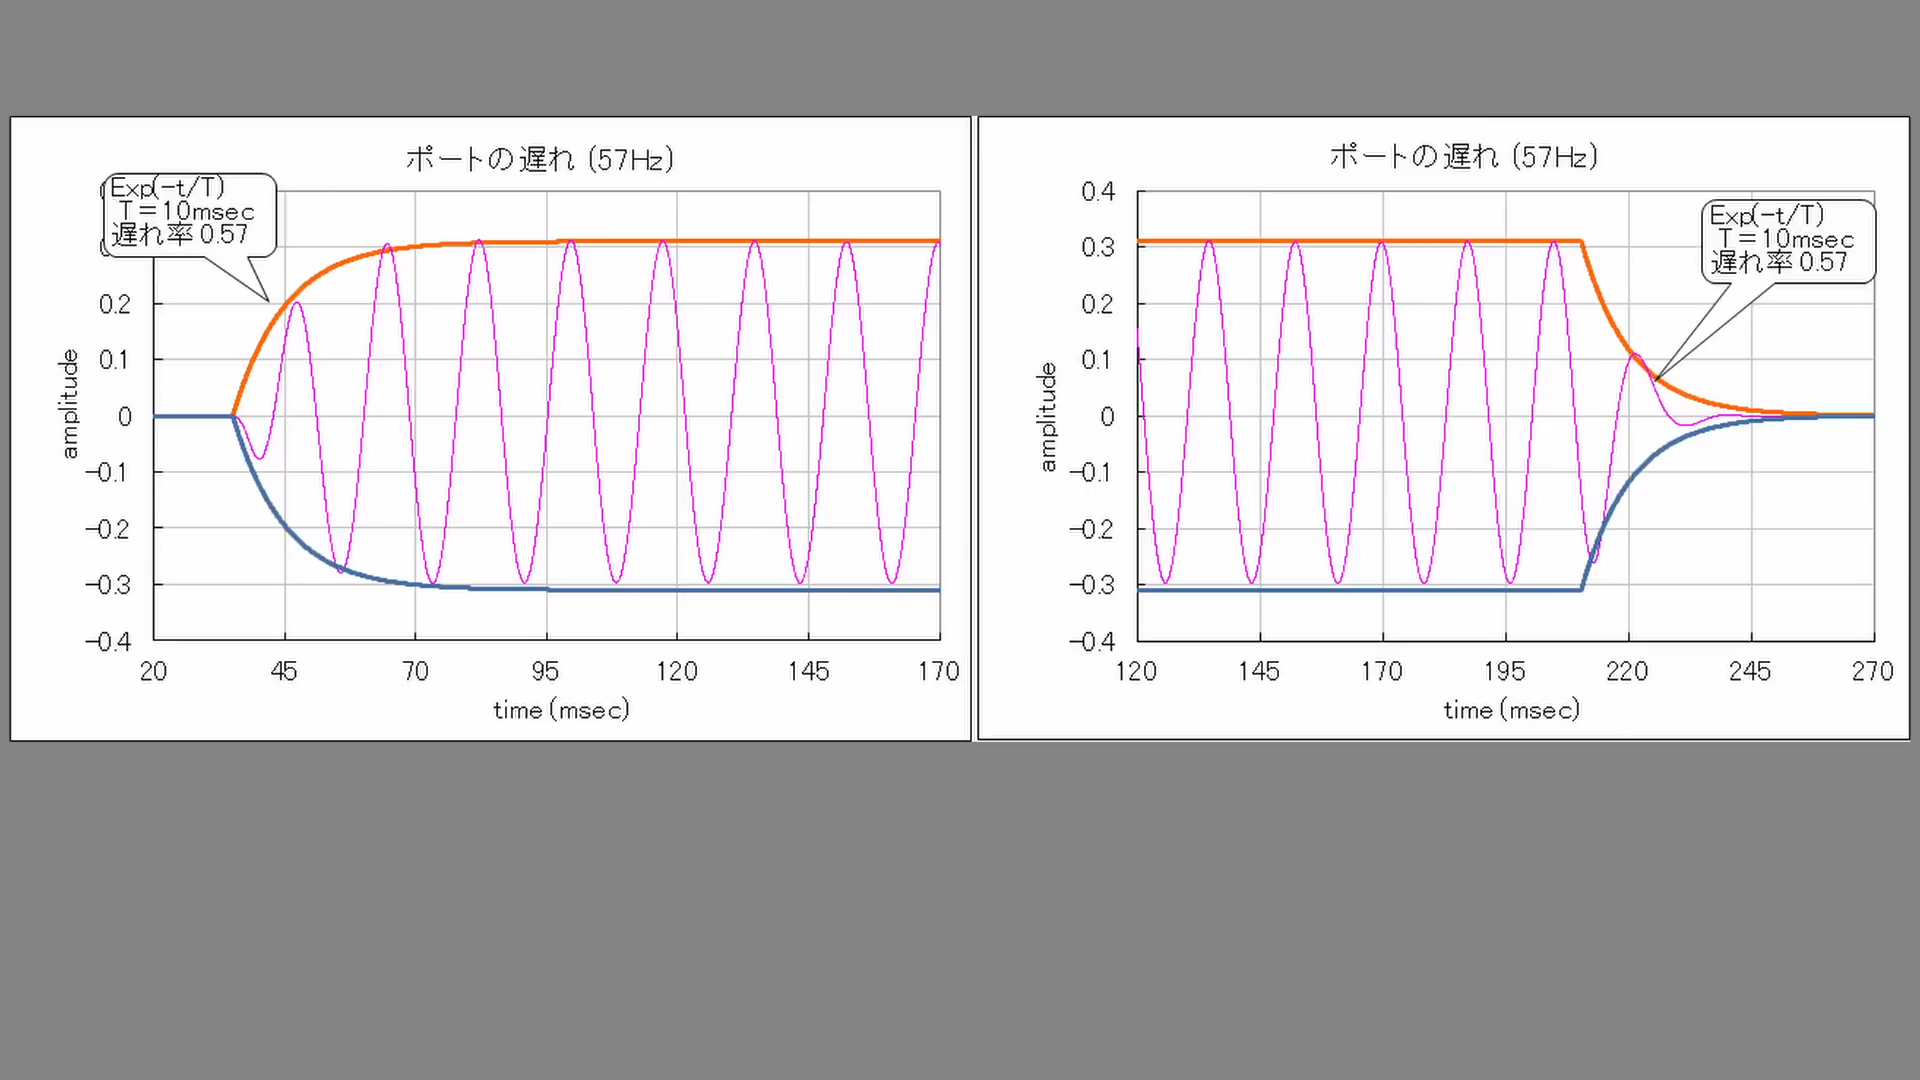 ポートの遅れ (57Hz)
Exp(-t/T)
T=10msec
遅れ率 0.57
0.2
0.1
0
-0.1
-0.2
-0.3
-0.4
amplitude
20 45 70 95 120 145 170
time (msec)
ポートの遅れ (57Hz)
Exp(-t/T)
T=10msec
遅れ率 0.57
0.4
0.3
0.2
0.1
0
-0.1
-0.2
-0.3
-0.4
amplitude
120 145 170 195 220 245 270
time (msec)